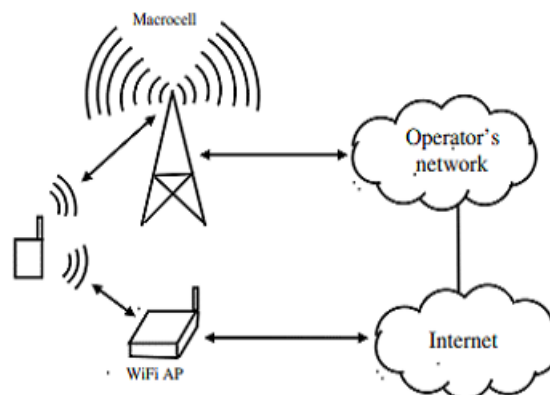 Macrocell
Operator's
network
Internet
WiFi AP